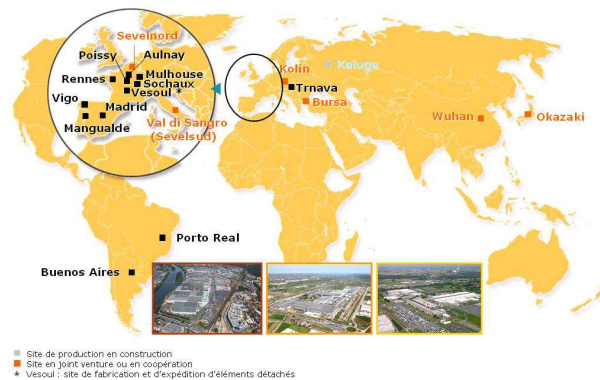 Sevelnord
Poissy
Aulnay
Rennes
Mulhouse
Sochaux
Vesoul *
Vigo
Madrid
Mangualde
Val di Sangro
(Sevelsud)
Kolin
Kaluga
Trnava
Bursa
Wuhan
Okazaki
Porto Real
Buenos Aires
Site de production en construction
Site en joint venture ou en coopération
* Vesoul : site de fabrication et d'expédition d'éléments détachés